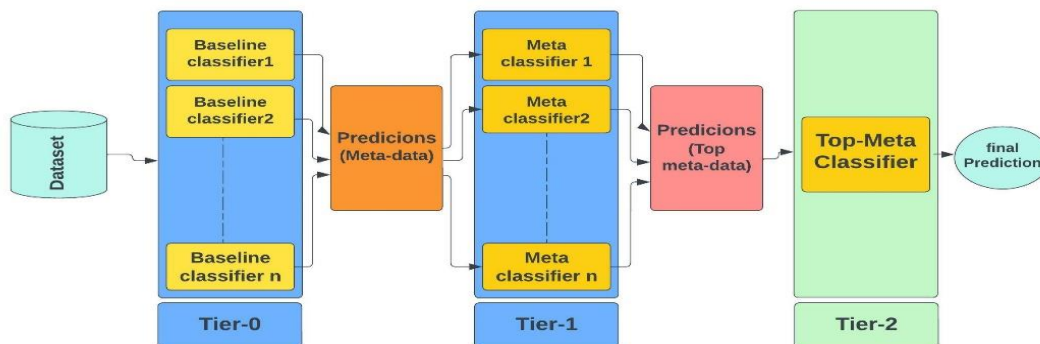 Dataset
Baseline
classifier1
Baseline
classifier2
Baseline
classifier n
Tier-0
Predicions
(Meta-data)
Meta
classifier 1
Meta
classifier2
Meta
classifier n
Tier-1
Predicions
(Top
meta-data)
Top-Meta
Classifier
Tier-2
final
Prediction